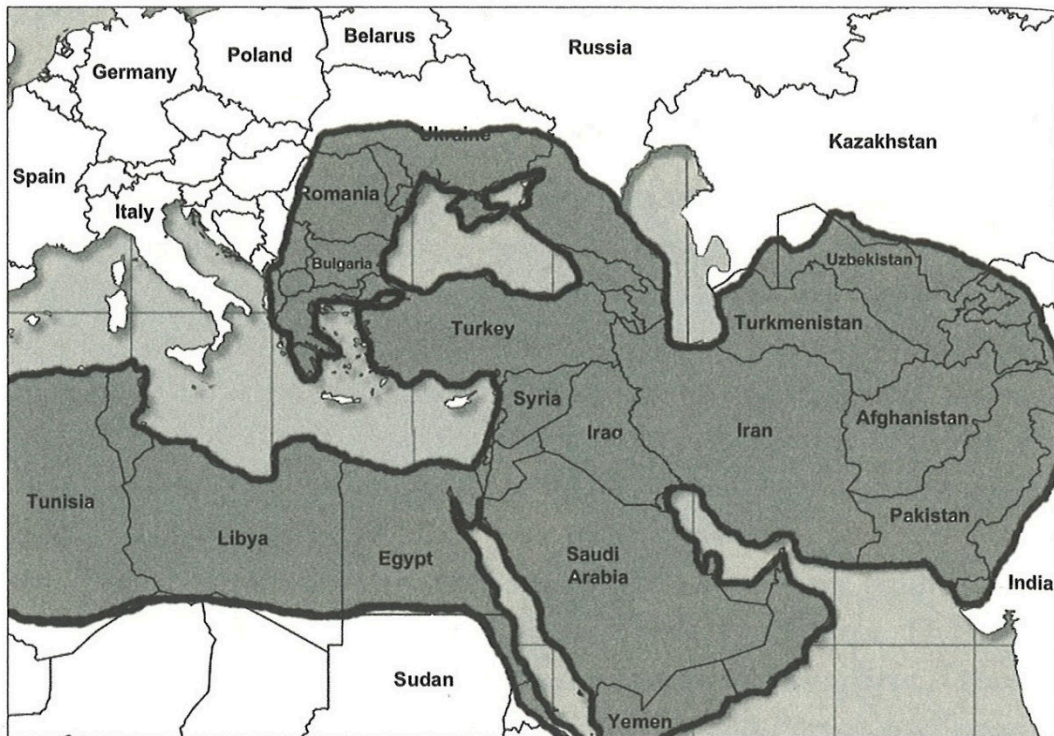 Belarus
Russia
Poland
Germany
Ukraine
Kazakhstan
Spain
Romania
Italy
Uzbekistan
Bulgaria
Turkey
Turkmenistan
Syria
Afghanistan
Iraq
Iran
Tunisia
Pakistan
Libya
Egypt
Saudi
Arabia
India
Sudan
Yemen